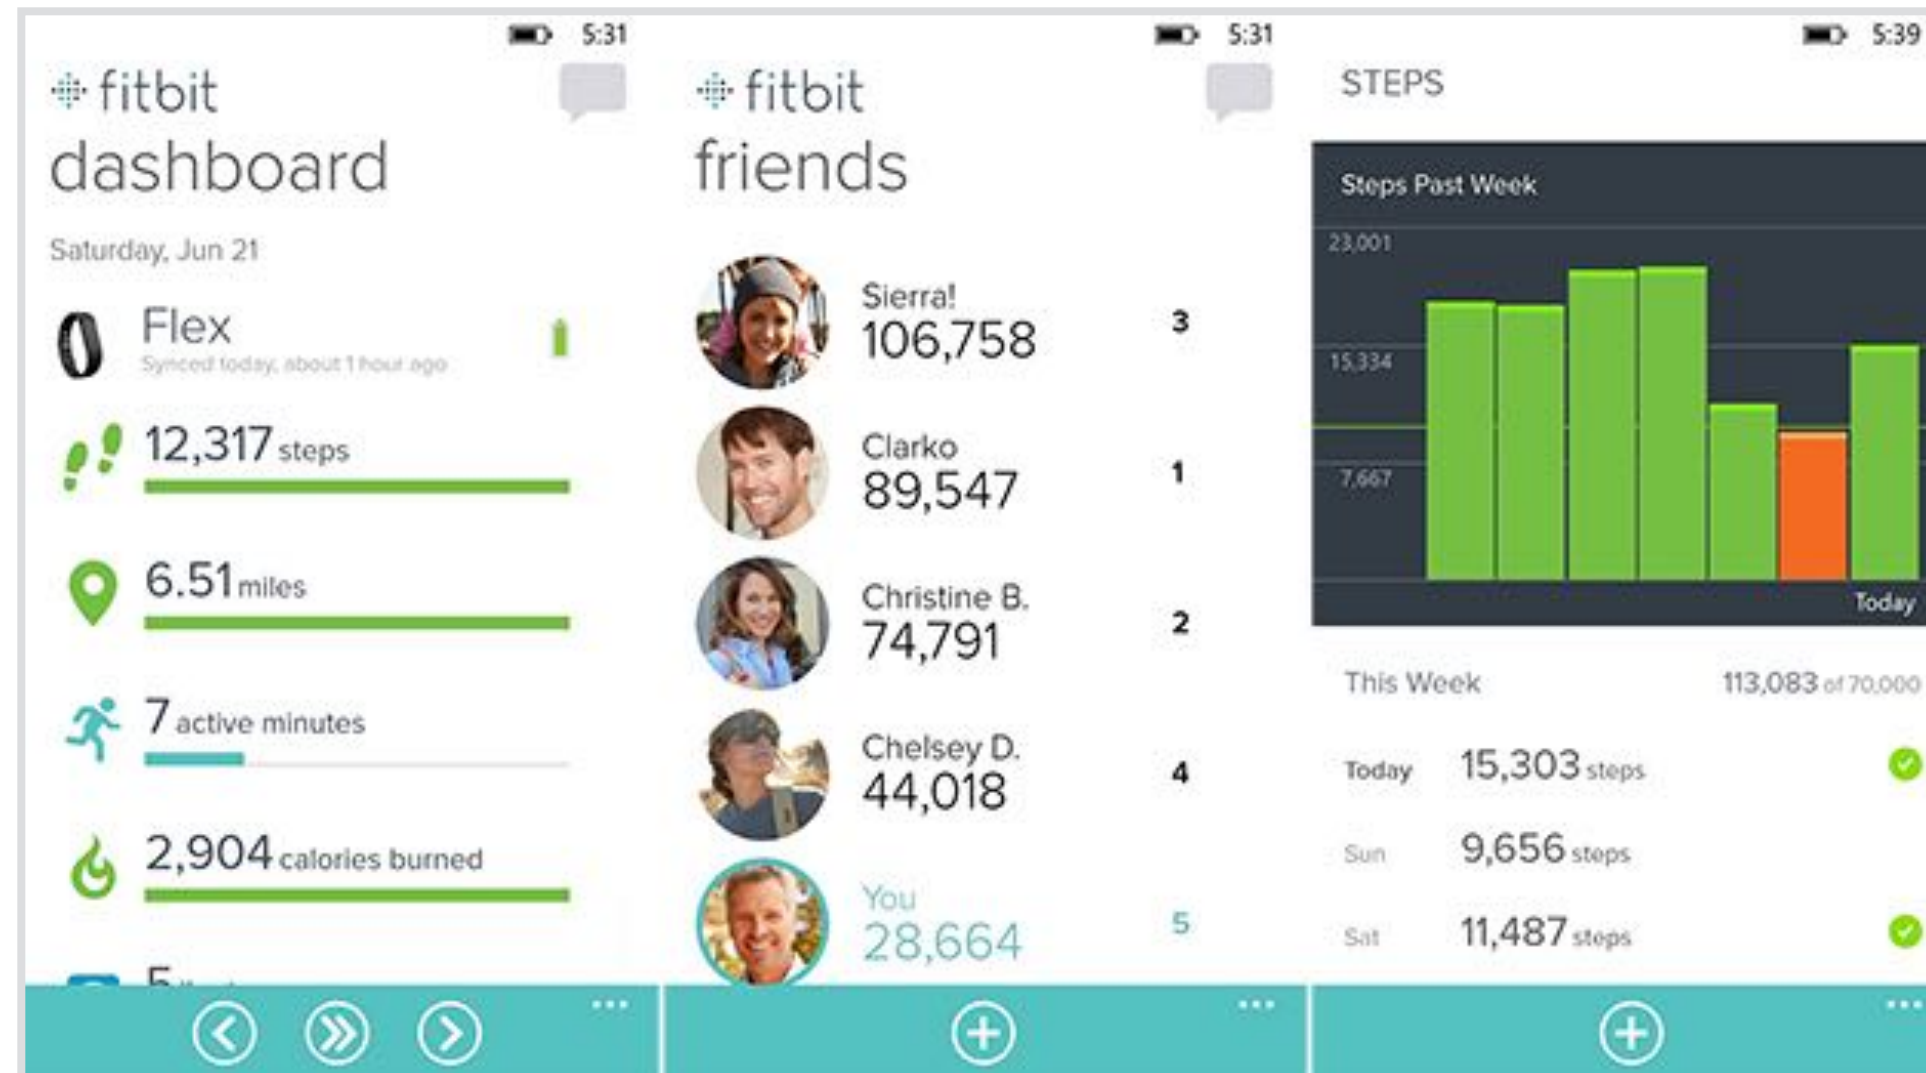 5:31
fitbit
dashboard
Saturday, Jun 21
Flex
Synced today, about 1 hour ago
12,317 steps
6.51 miles
7 active minutes
2,904 calories burned
5
5:31
fitbit
friends
Sierra!
106,758
3
Clarko
89,547
1
Christine B.
74,791
2
Chelsey D.
44,018
4
You
28,664
5
5:39
STEPS
Steps Past Week
23,001
15,334
7,667
Today
This Week 113,083 of 70,000
Today 15,303 steps
Sun 9,656 steps
Sat 11,487 steps